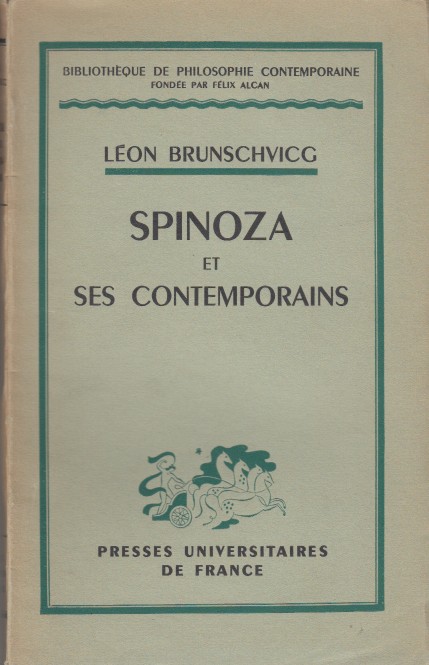 BIBLIOTHÈQUE DE PHILOSOPHIE CONTEMPORAINE
FONDÉE PAR FÉLIX ALCAN
LÉON BRUNSCHVICG
SPINOZA
ET
SES CONTEMPORAINS
PRESSES UNIVERSITAIRES
DE FRANCE